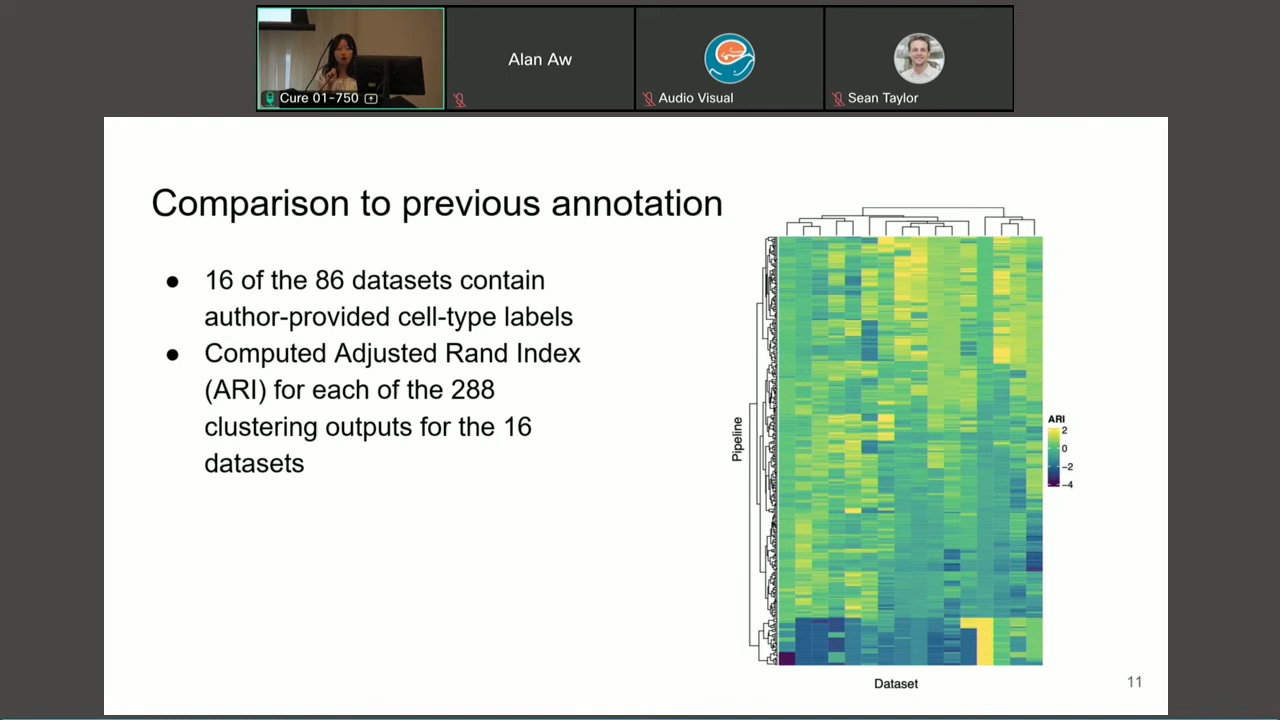 Alan Aw
Cure 01-750
Audio Visual
Sean Taylor
Comparison to previous annotation
● 16 of the 86 datasets contain
author-provided cell-type labels
● Computed Adjusted Rand Index
(ARI) for each of the 288
clustering outputs for the 16
datasets
Pipeline
ARI
2
0
−2
−4
Dataset
11